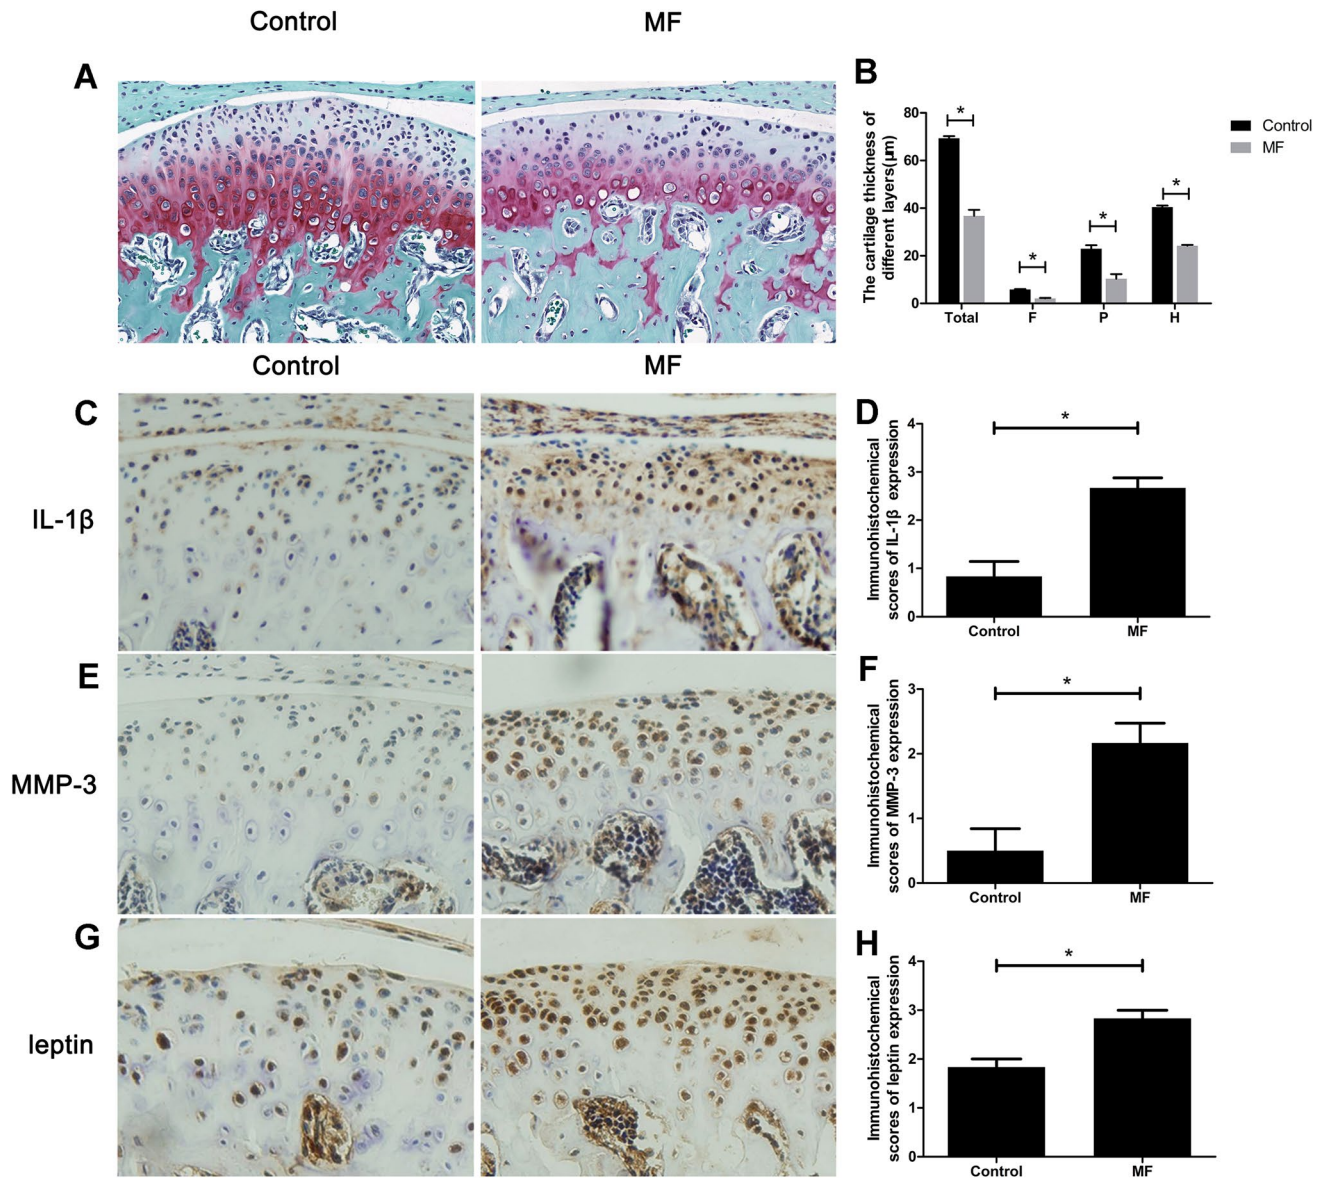 Control
MF
A
B
The cartilage thickness of
different layers(μm)
80
60
40
20
0
*
*
*
*
Total
F
P
H
Control
MF
Control
MF
C
IL-1β
D
Immunohistochemical
scores of IL-1β expression
4
3
2
1
0
*
Control
MF
E
MMP-3
F
Immunohistochemical
scores of MMP-3 expression
3
2
1
0
*
Control
MF
G
leptin
H
Immunohistochemical
scores of leptin expression
4
3
2
1
0
*
Control
MF